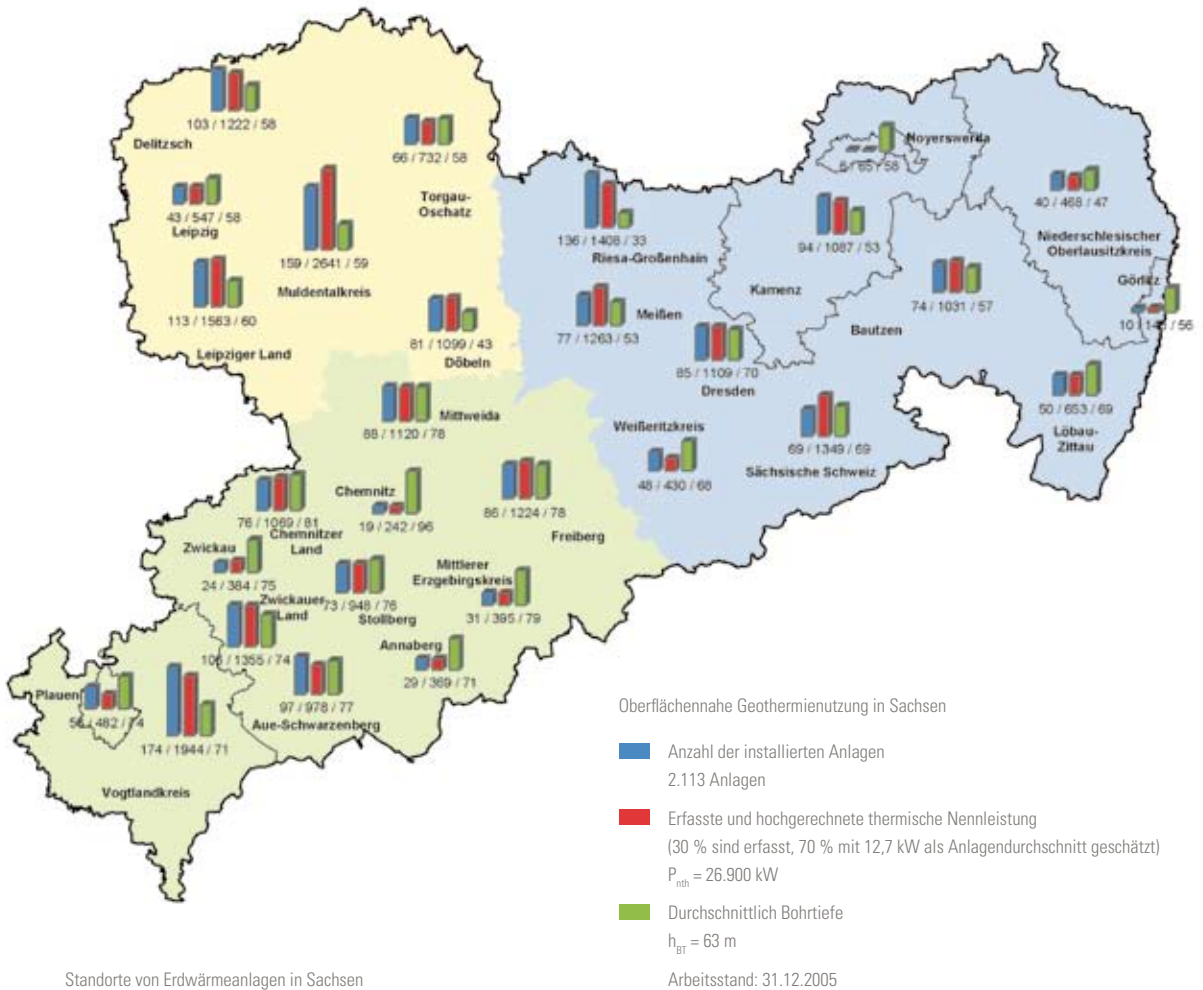 103 / 1222 / 58
Delitzsch
66 / 732 / 58
Torgau-
Oschatz
43 / 547 / 58
Leipzig
159 / 2641 / 59
Muldentalkreis
113 / 1563 / 60
Leipziger Land
81 / 1099 / 43
Döbeln
136 / 1408 / 33
Riesa-Großenhain
77 / 1263 / 53
Meißen
85 / 1109 / 70
Dresden
Kamenz
94 / 1087 / 53
Hoyerswerda
/ 65 / 58
40 / 468 / 47
Niederschlesischer
Oberlausitzkreis
74 / 1031 / 57
Bautzen
Görlitz
10 / / 56
50 / 653 / 69
Löbau-
Zittau
Weißeritzkreis
48 / 430 / 68
69 / 1349 / 69
Sächsische Schweiz
Mittweida
88 / 1120 / 78
86 / 1224 / 78
Freiberg
Chemnitz
19 / 242 / 96
76 / 1069 / 81
Chemnitzer
Land
Zwickau
24 / 384 / 75
Zwickauer
Land
/ 1355 / 74
73 / 948 / 76
Stollberg
Mittlerer
Erzgebirgskreis
31 / 395 / 79
Annaberg
29 / 369 / 71
97 / 978 / 77
Aue-Schwarzenberg
Plauen
/ 482 / 74
174 / 1944 / 71
Vogtlandkreis
Oberflächennahe Geothermienutzung in Sachsen
Anzahl der installierten Anlagen
2.113 Anlagen
Erfasste und hochgerechnete thermische Nennleistung
(30 % sind erfasst, 70 % mit 12,7 kW als Anlagendurchschnitt geschätzt)
Pnth = 26.900 kW
Durchschnittlich Bohrtiefe
hBT = 63 m
Arbeitsstand: 31.12.2005
Standorte von Erdwärmeanlagen in Sachsen